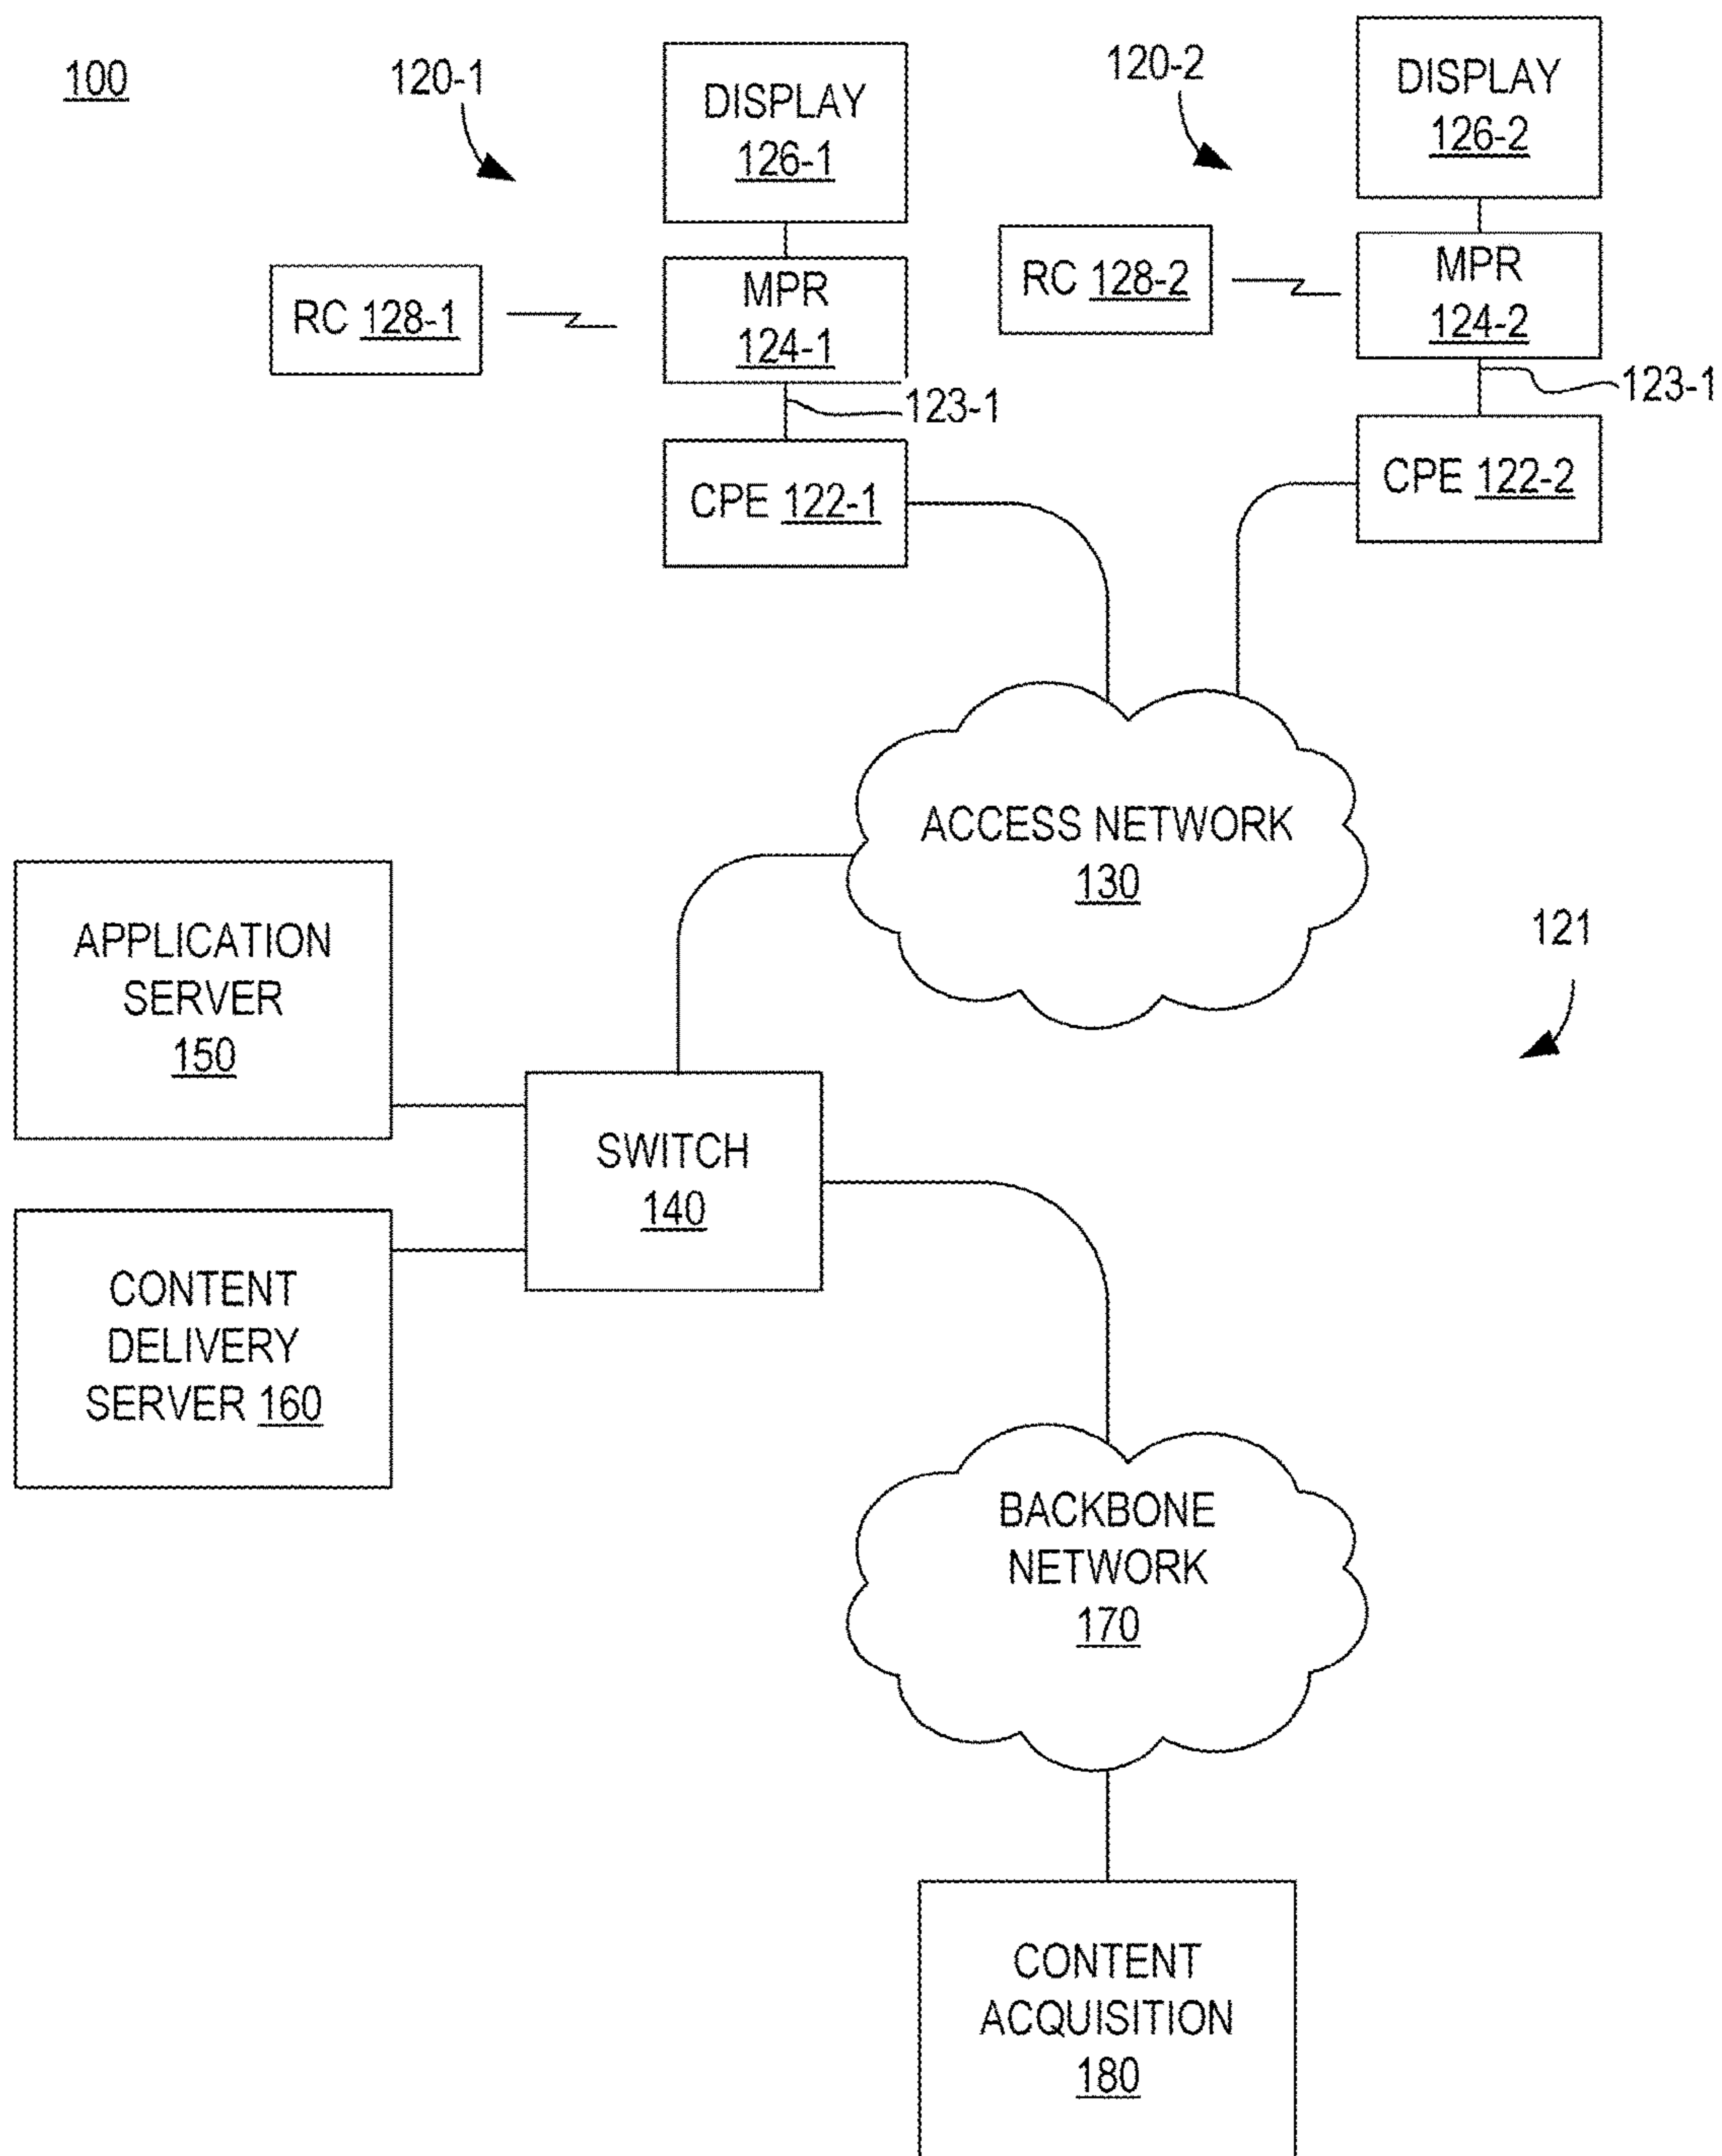 100
120-1
DISPLAY
126-1
120-2
DISPLAY
126-2
RC 128-1
MPR
124-1
RC 128-2
MPR
124-2
123-1
123-1
CPE 122-1
CPE 122-2
ACCESS NETWORK
130
121
APPLICATION
SERVER
150
SWITCH
140
CONTENT
DELIVERY
SERVER 160
BACKBONE
NETWORK
170
CONTENT
ACQUISITION
180